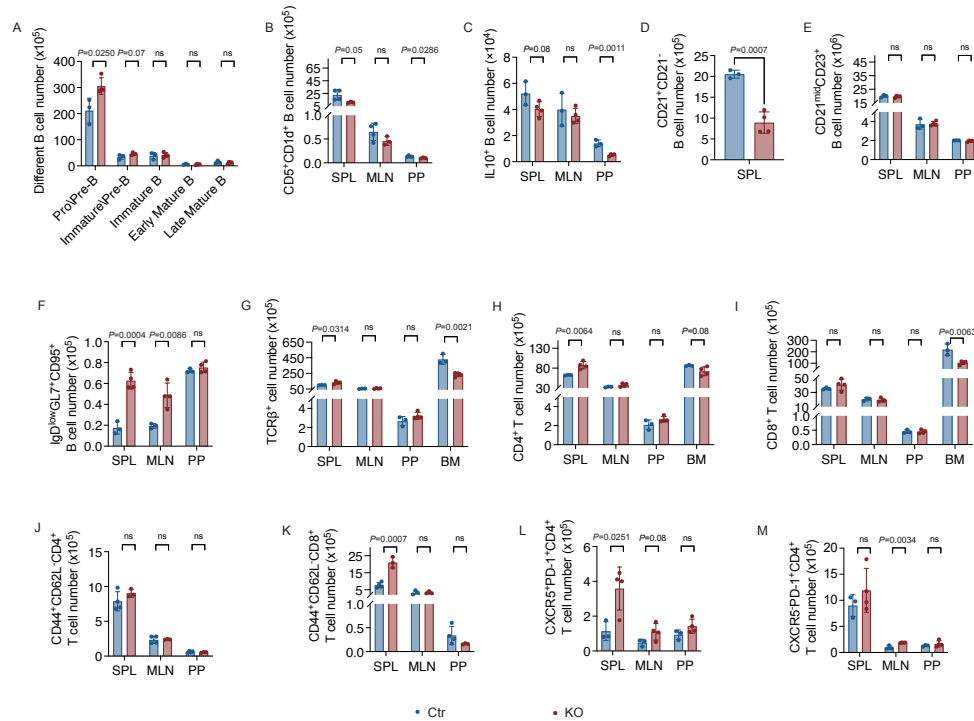 A
Different B cell number (x10⁵)
P=0.0250 P=0.07 ns ns ns
400
300
200
100
0
Pro\Pre-B
Immature\Pre-B
Immature B
Early Mature B
Late Mature B
B
CD5⁺CD1d⁺ B cell number (x10⁵)
P=0.05 ns P=0.0286
65
45
25
5
1.0
0.5
0.0
SPL MLN PP
C
IL10⁺ B cell number (x10⁴)
P=0.08 ns P=0.0011
8
6
4
2
0
SPL MLN PP
D
CD21⁺CD21⁻
B cell number (x10⁵)
P=0.0007
25
20
15
10
5
0
SPL
E
CD21ᵐⁱᵈCD23⁺
B cell number (x10⁵)
ns ns ns
45
30
15
6
4
2
0
SPL MLN PP
F
IgDˡᵒʷGL7⁺CD95⁺
B cell number (x10⁵)
P=0.0004 P=0.0086 ns
1.0
0.8
0.6
0.4
0.2
0
SPL MLN PP
G
TCRβ⁺ cell number (x10⁵)
P=0.0314 ns ns P=0.0021
650
450
250
50
4
2
0
SPL MLN PP BM
H
CD4⁺ T cell number (x10⁵)
P=0.0064 ns ns P=0.08
130
80
30
6
4
2
0
SPL MLN PP BM
I
CD8⁺ T cell number (x10⁵)
ns ns ns P=0.0063
300
200
100
50
30
10
1.0
0.5
0.0
SPL MLN PP BM
J
CD44⁺CD62L⁻CD4⁺
T cell number (x10⁵)
ns ns ns
15
10
5
0
SPL MLN PP
K
CD44⁺CD62L⁻CD8⁺
T cell number (x10⁵)
P=0.0007 ns ns
25
15
5
1.0
0.5
0.0
SPL MLN PP
L
CXCR5⁺PD-1⁺CD4⁺
T cell number (x10⁵)
P=0.0251 P=0.08 ns
6
4
2
0
SPL MLN PP
M
CXCR5⁻PD-1⁺CD4⁺
T cell number (x10⁵)
ns P=0.0034 ns
20
15
10
5
0
SPL MLN PP
Ctr KO